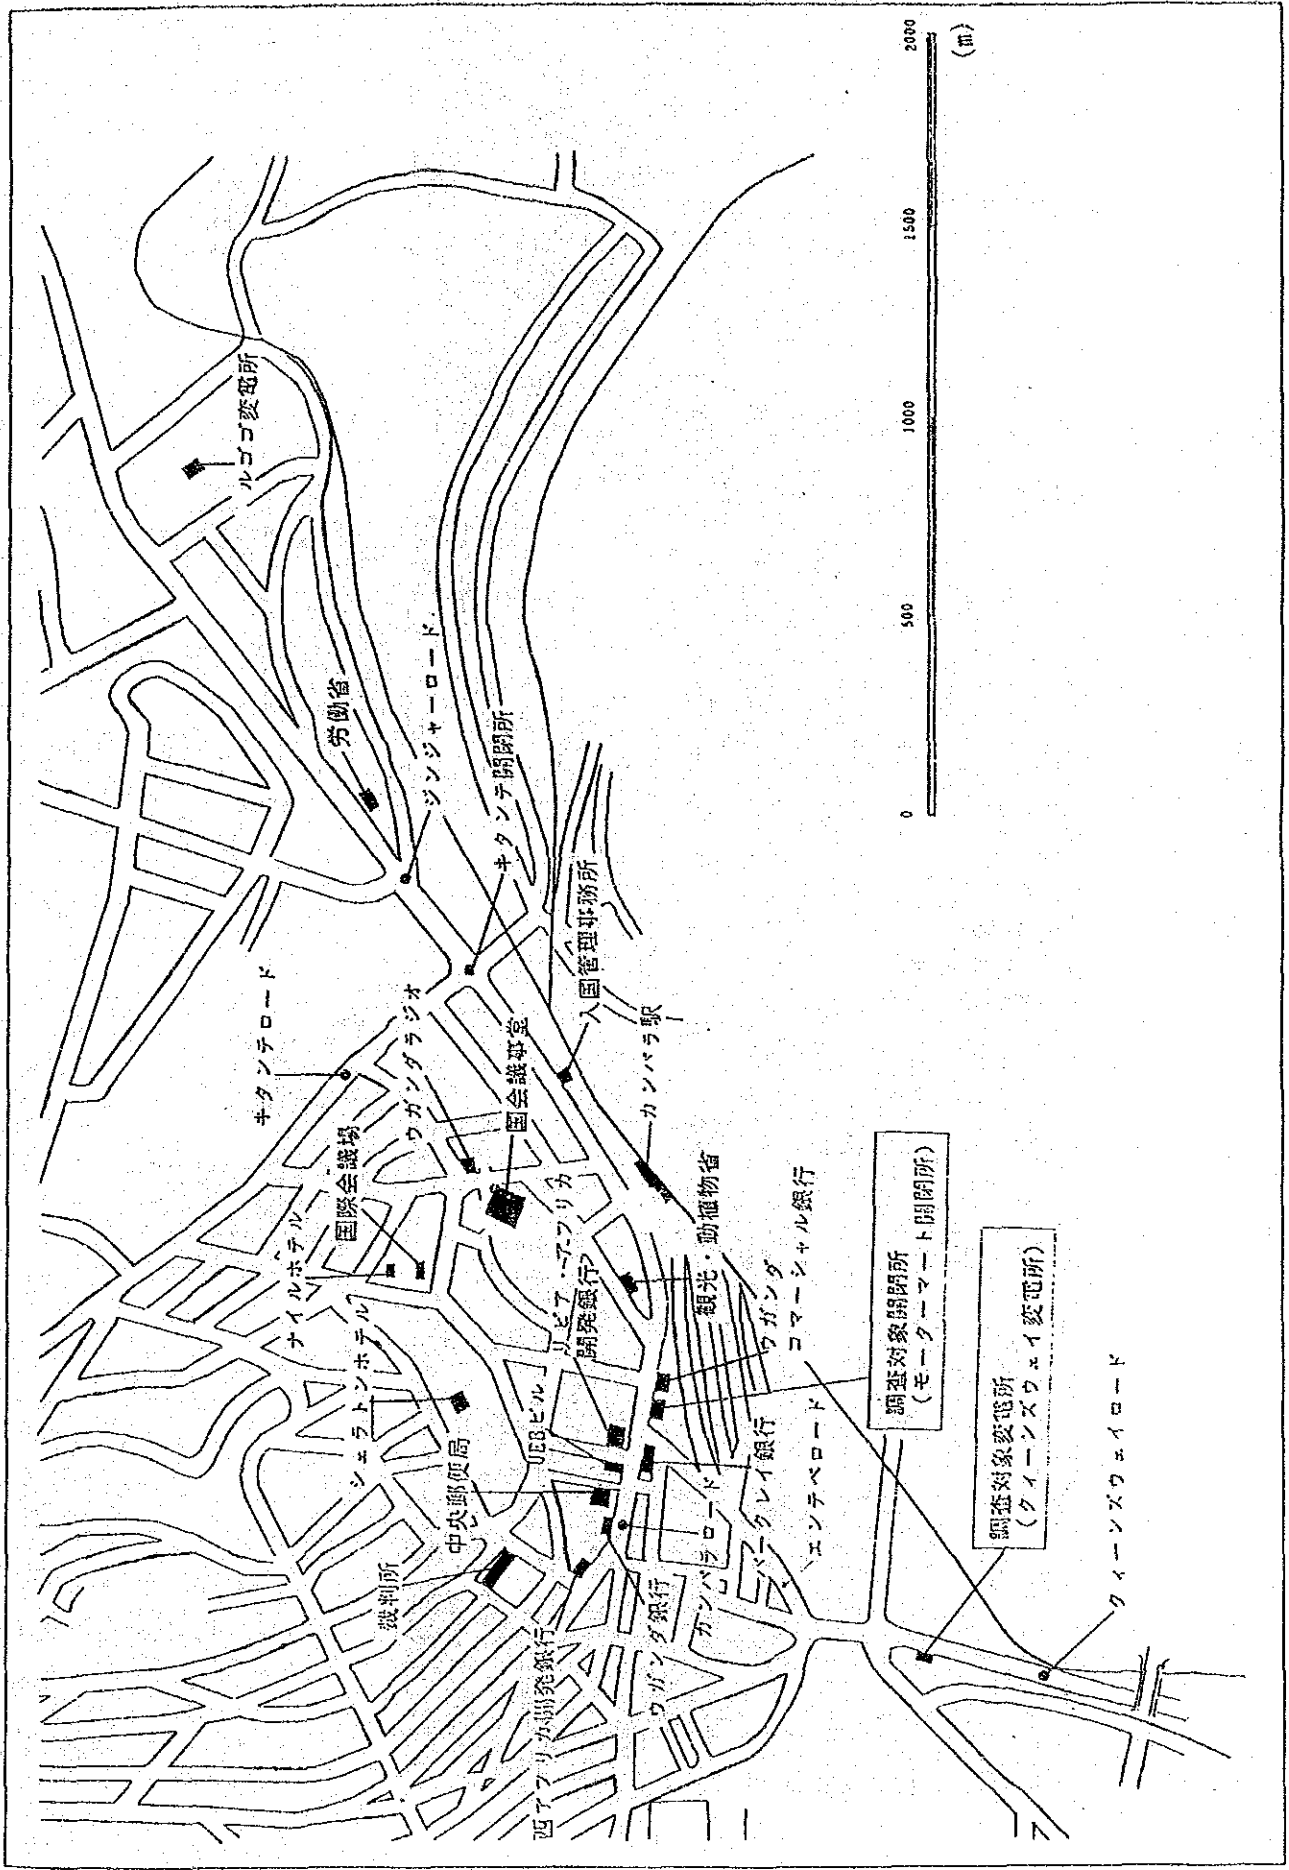 ルゴゴ変電所
労働省
ジンジャーロード
キタンテ開閉所
キタンテロード
ウガンダラジオ
国会議事堂
入国管理事務所
カンパラ駅
国際会議場
ナイルホテル
シェラトンホテル
中央郵便局
裁判所
UEBビル
リビア・アフリカ
開発銀行
観光・動植物省
ウガンダ
コマーシャル銀行
バークレイ銀行
カンパラロード
ウガンダ銀行
西アフリカ開発銀行
エンテベロード
調査対象開閉所
(モーターマート開閉所)
調査対象変電所
(クィーンズウェイ変電所)
クィーンズウェイロード
0 500 1000 1500 2000
(m)